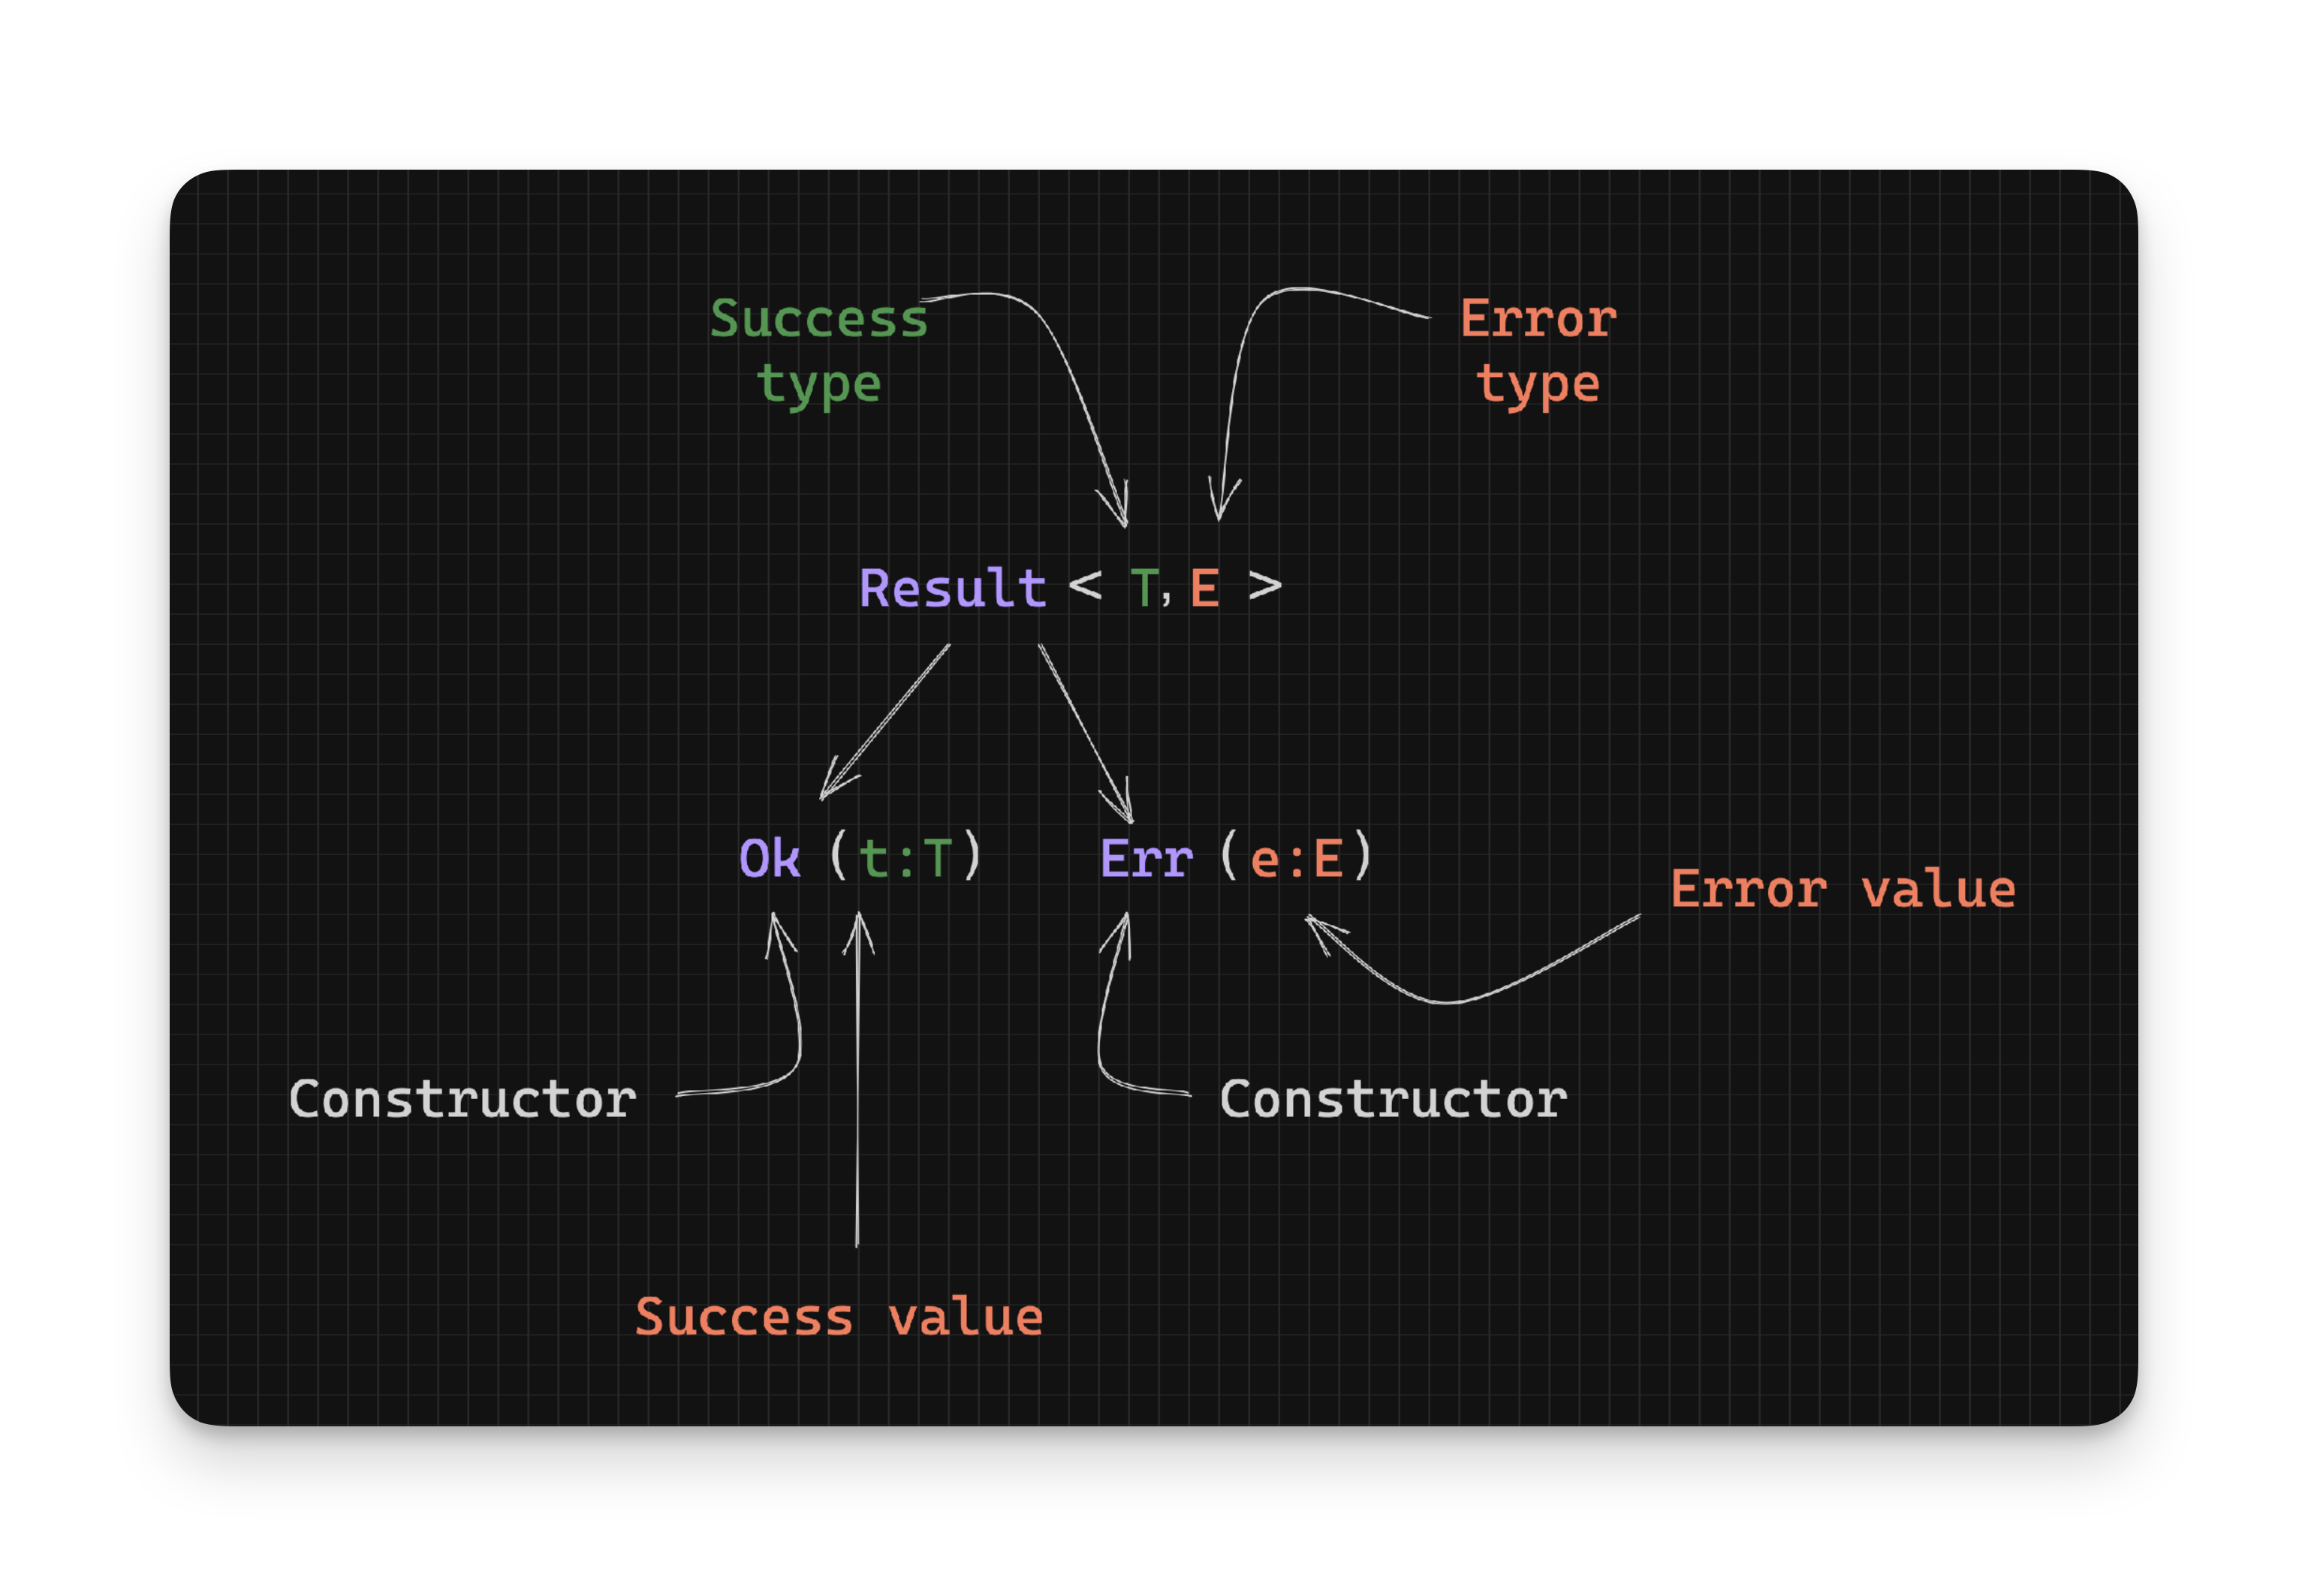 Success
type
Error
type
Result < T, E >
Ok (t:T)
Err (e:E)
Error value
Constructor
Constructor
Success value